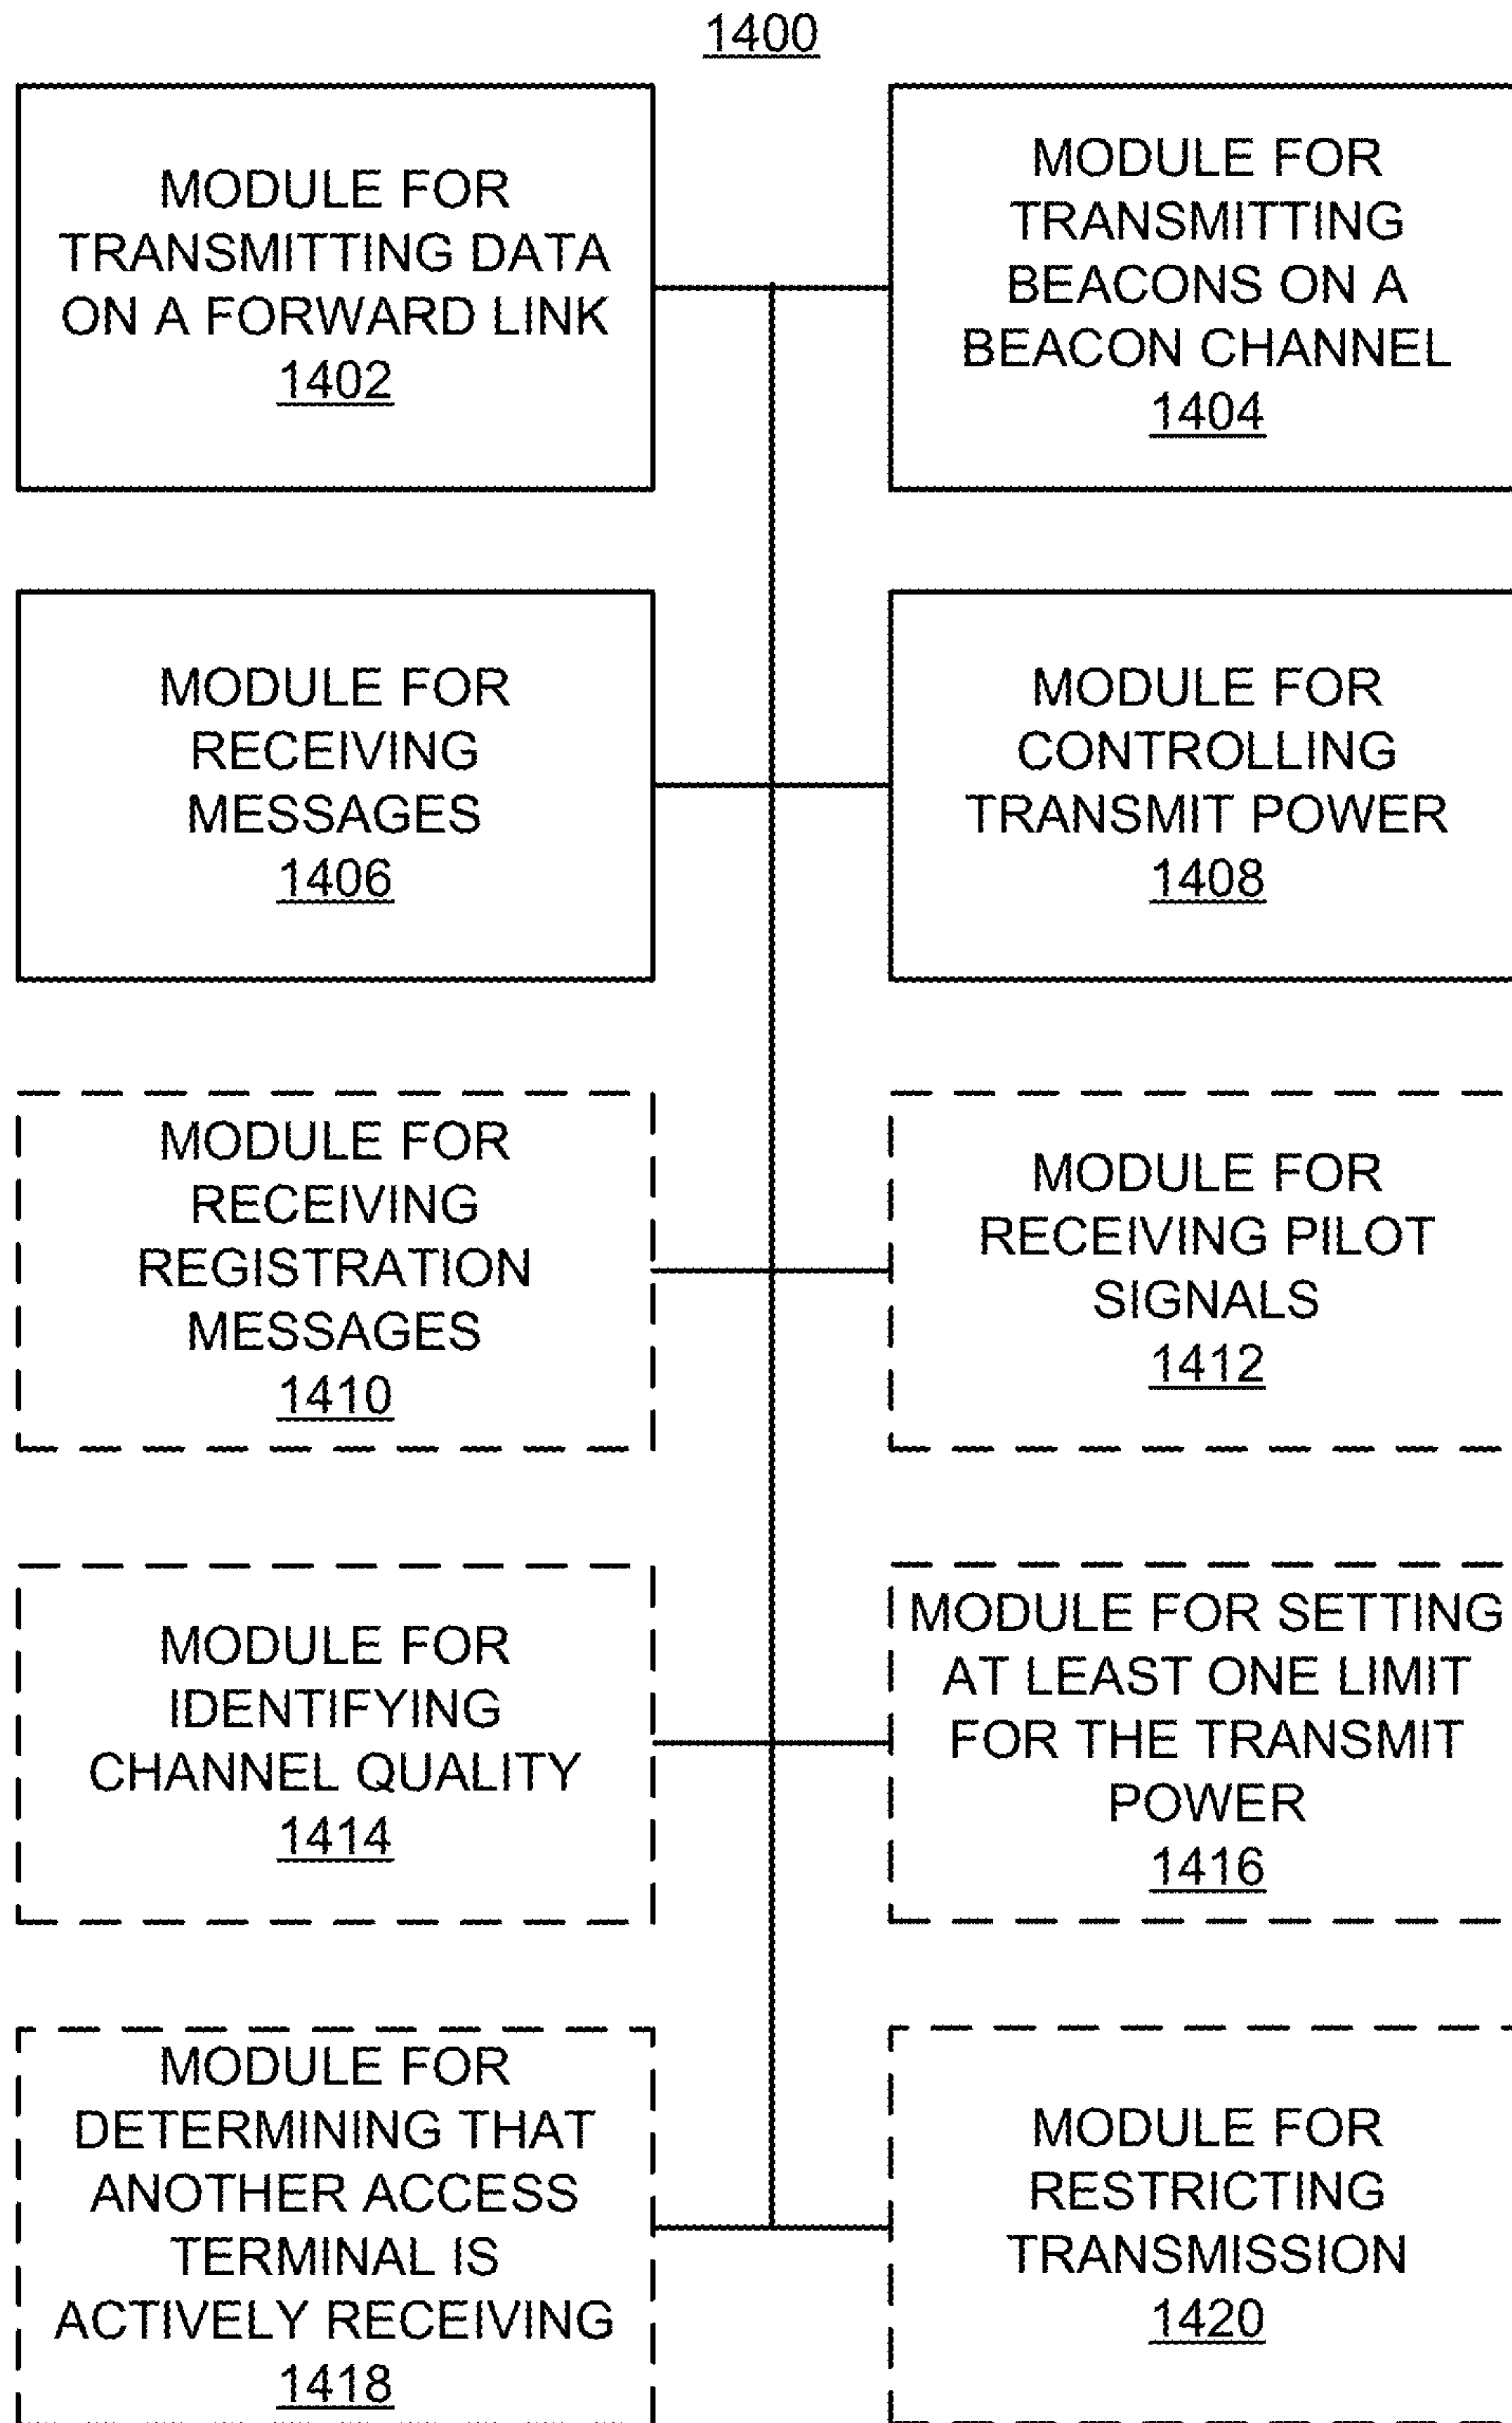 1400
MODULE FOR
TRANSMITTING DATA
ON A FORWARD LINK
1402
MODULE FOR
TRANSMITTING
BEACONS ON A
BEACON CHANNEL
1404
MODULE FOR
RECEIVING
MESSAGES
1406
MODULE FOR
CONTROLLING
TRANSMIT POWER
1408
MODULE FOR
RECEIVING
REGISTRATION
MESSAGES
1410
MODULE FOR
RECEIVING PILOT
SIGNALS
1412
MODULE FOR
IDENTIFYING
CHANNEL QUALITY
1414
MODULE FOR SETTING
AT LEAST ONE LIMIT
FOR THE TRANSMIT
POWER
1416
MODULE FOR
DETERMINING THAT
ANOTHER ACCESS
TERMINAL IS
ACTIVELY RECEIVING
1418
MODULE FOR
RESTRICTING
TRANSMISSION
1420